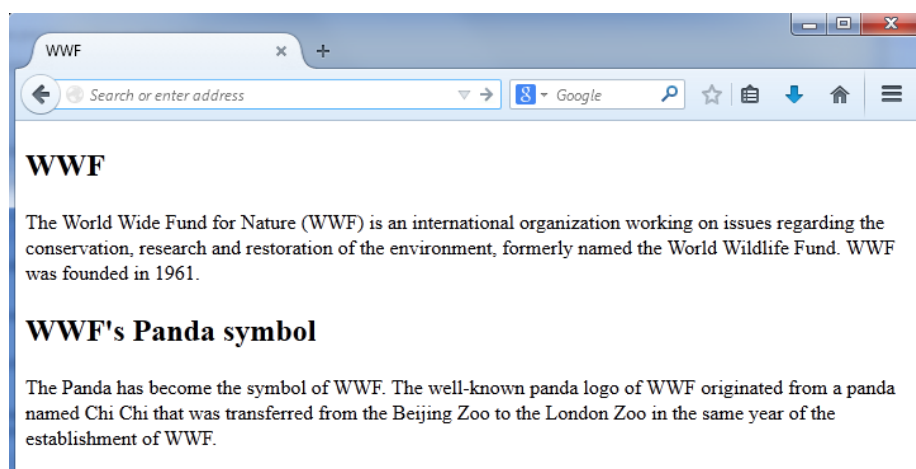 WWF
Search or enter address
8 Google
WWF
The World Wide Fund for Nature (WWF) is an international organization working on issues regarding the
conservation, research and restoration of the environment, formerly named the World Wildlife Fund. WWF
was founded in 1961.
WWF's Panda symbol
The Panda has become the symbol of WWF. The well-known panda logo of WWF originated from a panda
named Chi Chi that was transferred from the Beijing Zoo to the London Zoo in the same year of the
establishment of WWF.